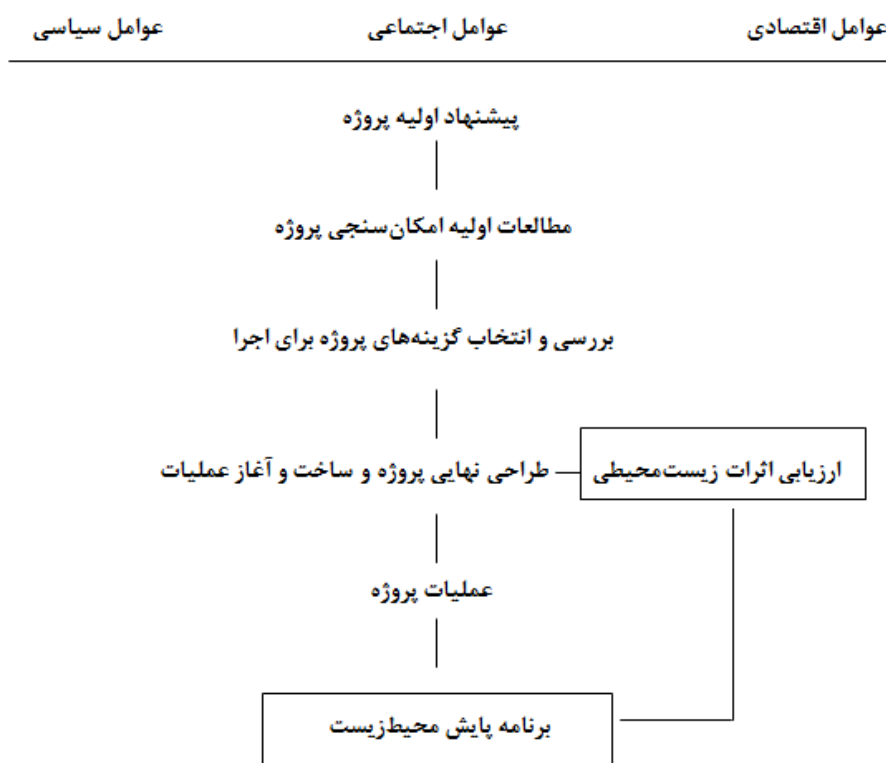 عوامل اقتصادی
عوامل اجتماعی
عوامل سیاسی
پیشنهاد اولیه پروژه
مطالعات اولیه امکان‌سنجی پروژه
بررسی و انتخاب گزینه‌های پروژه برای اجرا
ارزیابی اثرات زیست‌محیطی
طراحی نهایی پروژه و ساخت و آغاز عملیات
عملیات پروژه
برنامه پایش محیط‌زیست